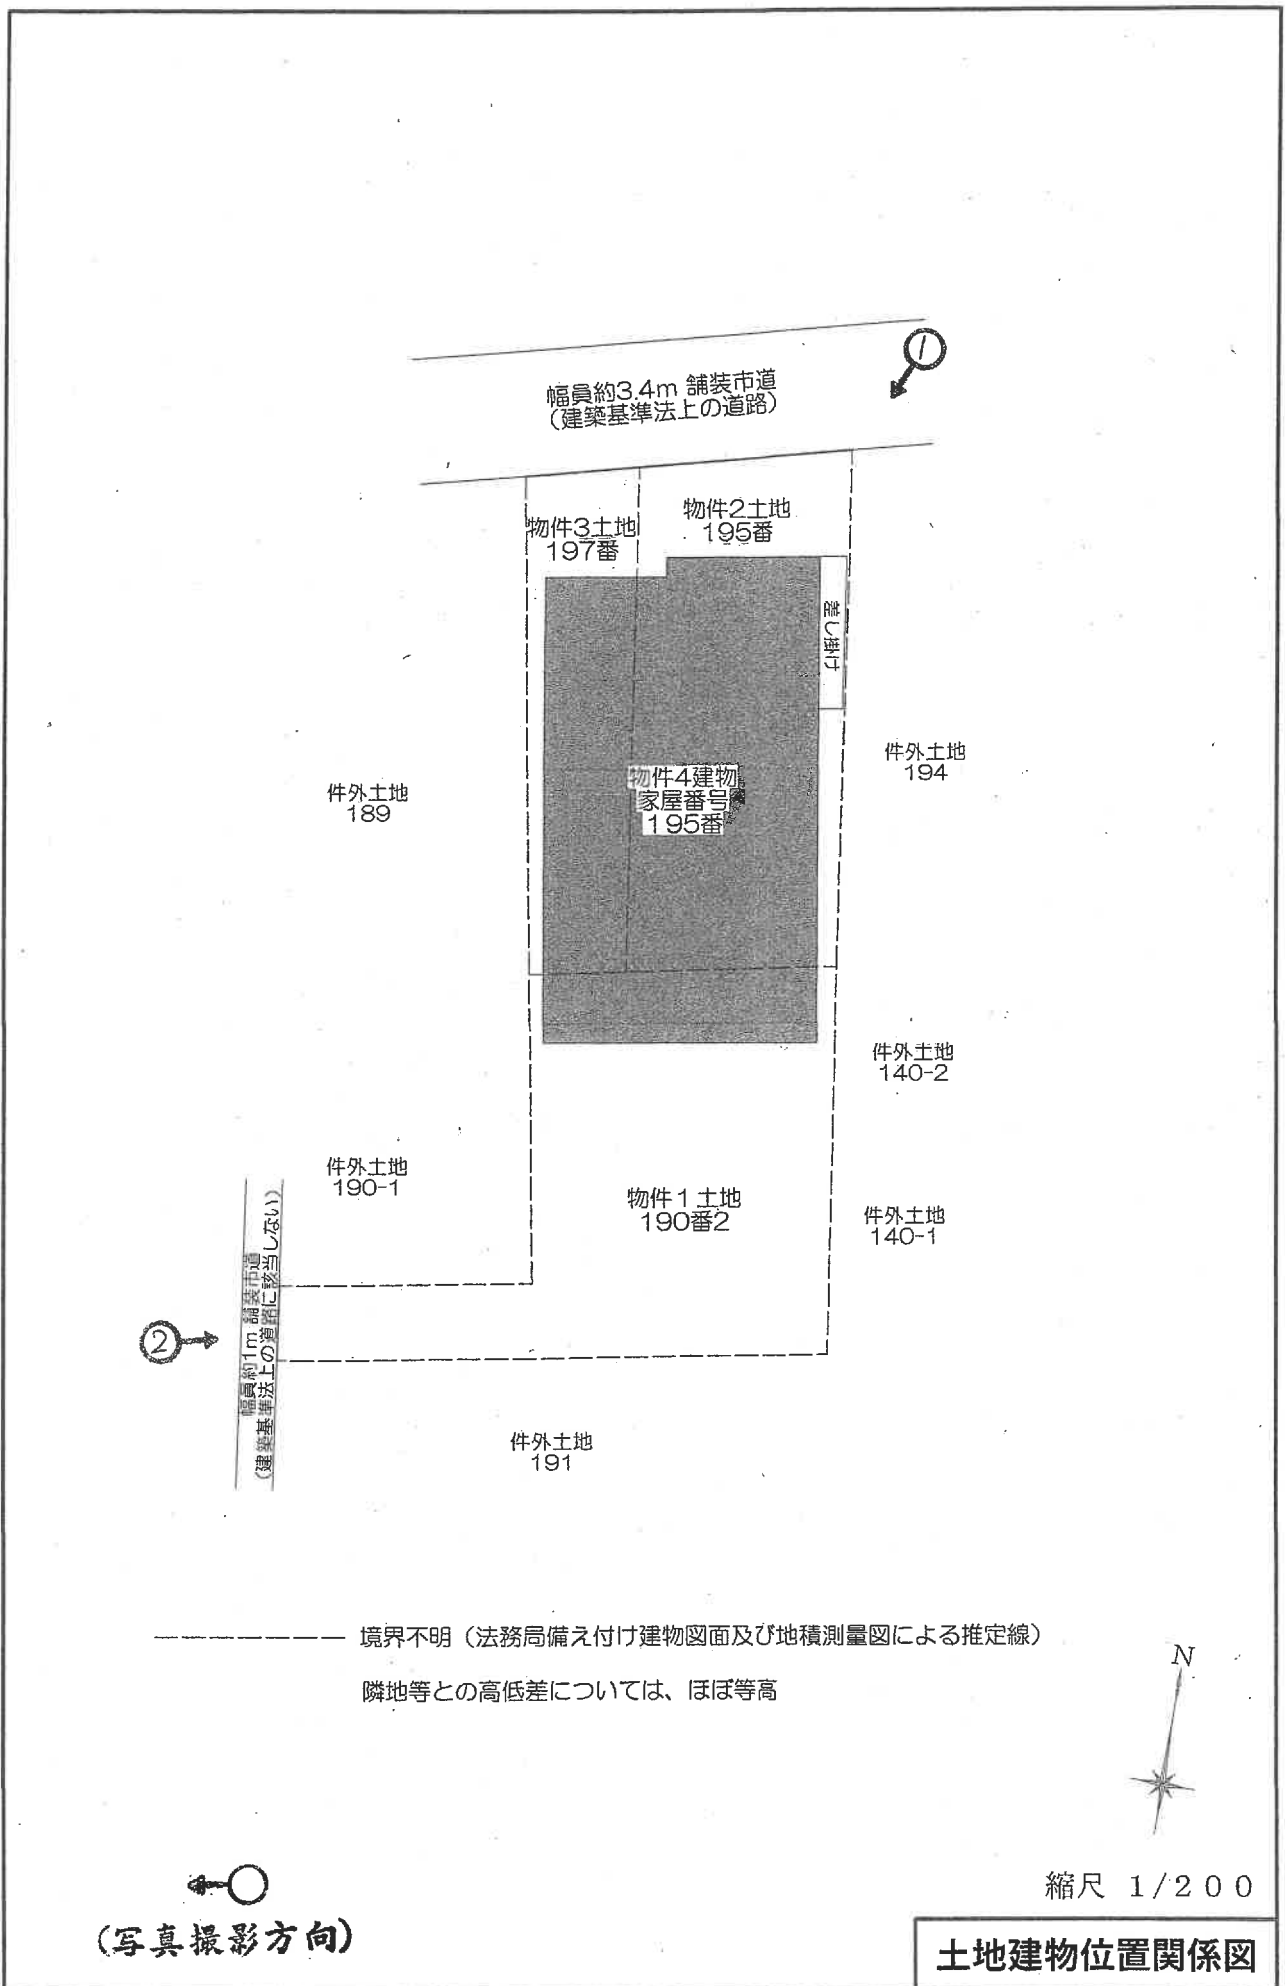 ①
幅員約3.4m 舗装市道
(建築基準法上の道路)
物件3土地
197番
物件2土地
195番
差し掛け
物件4建物
家屋番号
195番
件外土地
189
件外土地
194
件外土地
140-2
件外土地
190-1
物件1土地
190番2
件外土地
140-1
幅員約1m 舗装市道
(建築基準法上の道路に該当しない)
②
件外土地
191
境界不明(法務局備え付け建物図面及び地積測量図による推定線)
隣地等との高低差については、ほぼ等高
N
(写真撮影方向)
縮尺 1/200
土地建物位置関係図